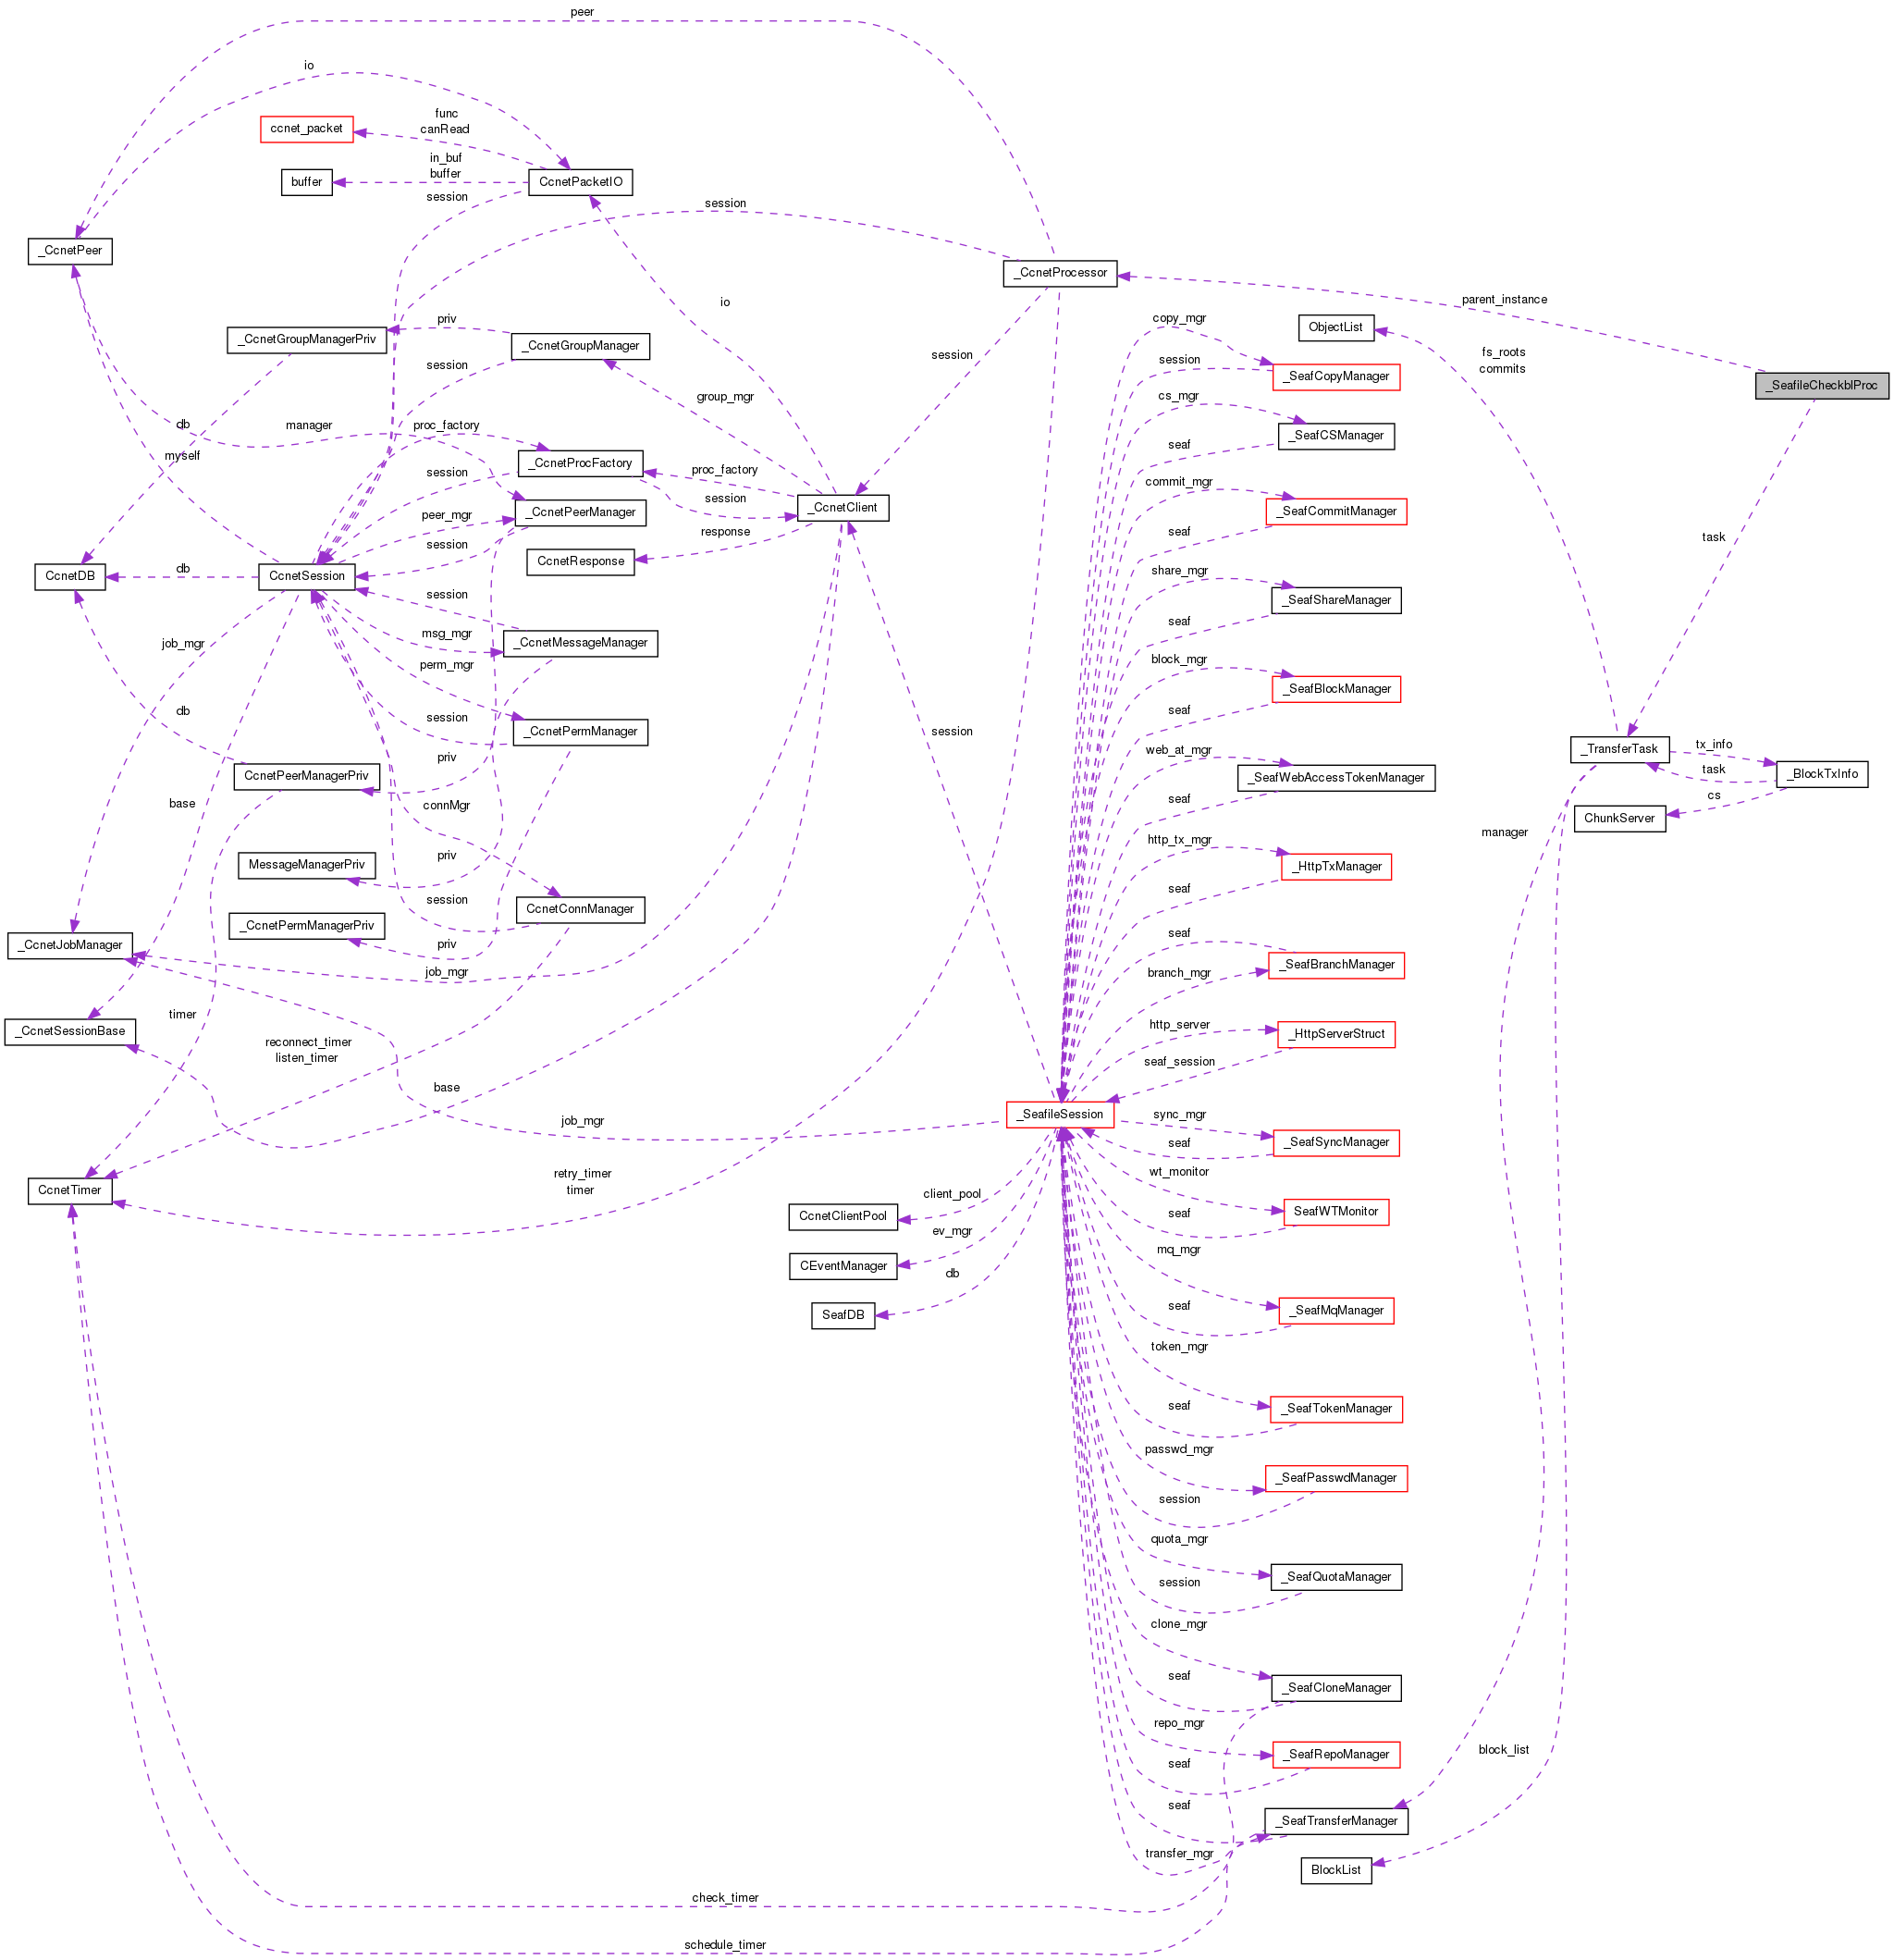 peer
io
func
canRead
ccnet_packet
in_buf
buffer
buffer
CcnetPacketIO
session
session
_CcnetPeer
_CcnetProcessor
parent_instance
io
ObjectList
copy_mgr
priv
_CcnetGroupManagerPriv
_CcnetGroupManager
session
session
session
fs_roots
commits
_SeafCopyManager
_SeafileCheckblProc
group_mgr
cs_mgr
db
manager
proc_factory
_SeafCSManager
seaf
myself
_CcnetProcFactory
session
proc_factory
session
commit_mgr
_CcnetClient
_CcnetPeerManager
peer_mgr
_SeafCommitManager
seaf
response
task
session
CcnetResponse
CcnetDB
db
CcnetSession
share_mgr
session
_SeafShareManager
seaf
msg_mgr
job_mgr
_CcnetMessageManager
perm_mgr
block_mgr
_SeafBlockManager
seaf
db
session
_CcnetPermManager
session
web_at_mgr
_TransferTask
tx_info
priv
CcnetPeerManagerPriv
_SeafWebAccessTokenManager
task
_BlockTxInfo
seaf
cs
base
connMgr
ChunkServer
manager
http_tx_mgr
priv
MessageManagerPriv
_HttpTxManager
seaf
session
CcnetConnManager
_CcnetPermManagerPriv
seaf
priv
_CcnetJobManager
job_mgr
branch_mgr
_SeafBranchManager
timer
_CcnetSessionBase
http_server
_HttpServerStruct
reconnect_timer
listen_timer
seaf_session
base
_SeafileSession
job_mgr
sync_mgr
_SeafSyncManager
seaf
retry_timer
timer
wt_monitor
CcnetTimer
client_pool
CcnetClientPool
SeafWTMonitor
seaf
ev_mgr
CEventManager
mq_mgr
db
SeafDB
_SeafMqManager
seaf
token_mgr
_SeafTokenManager
seaf
passwd_mgr
_SeafPasswdManager
session
quota_mgr
_SeafQuotaManager
session
clone_mgr
_SeafCloneManager
seaf
repo_mgr
_SeafRepoManager
block_list
seaf
seaf
_SeafTransferManager
transfer_mgr
BlockList
check_timer
schedule_timer